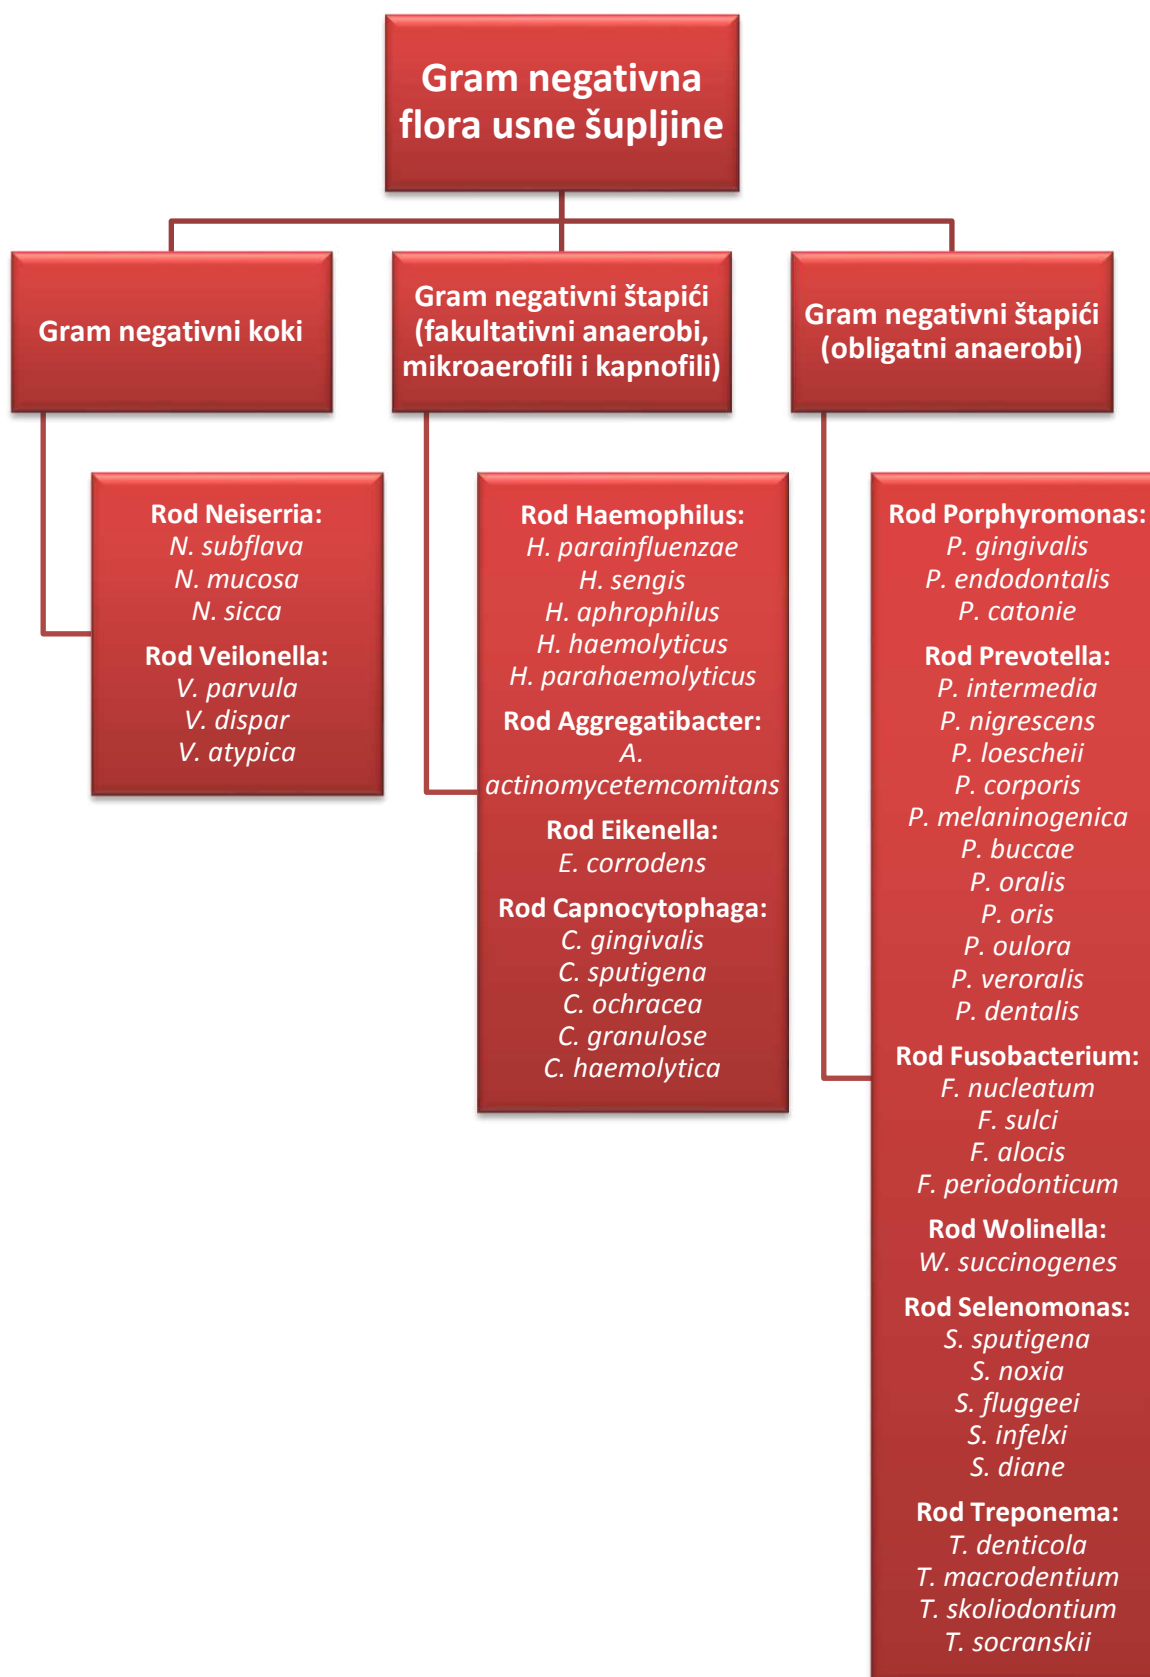 Gram negativna
flora usne šupljine
Gram negativni koki
Gram negativni štapići
(fakultativni anaerobi,
mikroaerofili i kapnofili)
Gram negativni štapići
(obligatni anaerobi)
Rod Neiserria:
N. subflava
N. mucosa
N. sicca
Rod Veilonella:
V. parvula
V. dispar
V. atypica
Rod Haemophilus:
H. parainfluenzae
H. sengis
H. aphrophilus
H. haemolyticus
H. parahaemolyticus
Rod Aggregatibacter:
A.
actinomycetemcomitans
Rod Eikenella:
E. corrodens
Rod Capnocytophaga:
C. gingivalis
C. sputigena
C. ochracea
C. granulose
C. haemolytica
Rod Porphyromonas:
P. gingivalis
P. endodontalis
P. catonie
Rod Prevotella:
P. intermedia
P. nigrescens
P. loescheii
P. corporis
P. melaninogenica
P. buccae
P. oralis
P. oris
P. oulora
P. veroralis
P. dentalis
Rod Fusobacterium:
F. nucleatum
F. sulci
F. alocis
F. periodonticum
Rod Wolinella:
W. succinogenes
Rod Selenomonas:
S. sputigena
S. noxia
S. fluggeei
S. infelxi
S. diane
Rod Treponema:
T. denticola
T. macrodentium
T. skoliodontium
T. socranskii